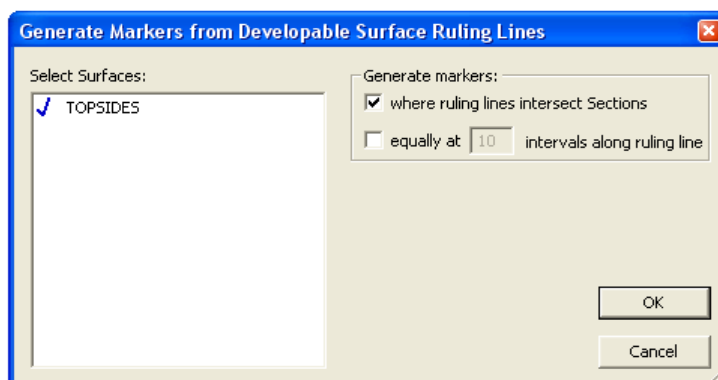 Generate Markers from Developable Surface Ruling Lines
Select Surfaces:
TOPSIDES
Generate markers:
where ruling lines intersect Sections
equally at 10 intervals along ruling line
OK
Cancel